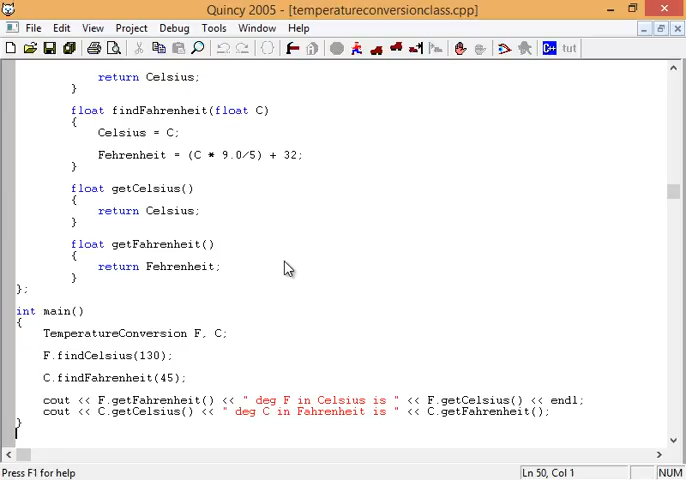 Quincy 2005 - [temperatureconversionclass.cpp]
File Edit View Project Debug Tools Window Help
C++ tut
return Celsius;
}
float findFahrenheit(float C)
{
Celsius = C;
Fehrenheit = (C * 9.0/5) + 32;
}
float getCelsius()
{
return Celsius;
}
float getFahrenheit()
{
return Fehrenheit;
}
};
int main()
{
TemperatureConversion F, C;
F.findCelsius(130);
C.findFahrenheit(45);
cout << F.getFahrenheit() << " deg F in Celsius is " << F.getCelsius() << endl;
cout << C.getCelsius() << " deg C in Fahrenheit is " << C.getFahrenheit();
}
Press F1 for help
Ln 50, Col 1
NUM